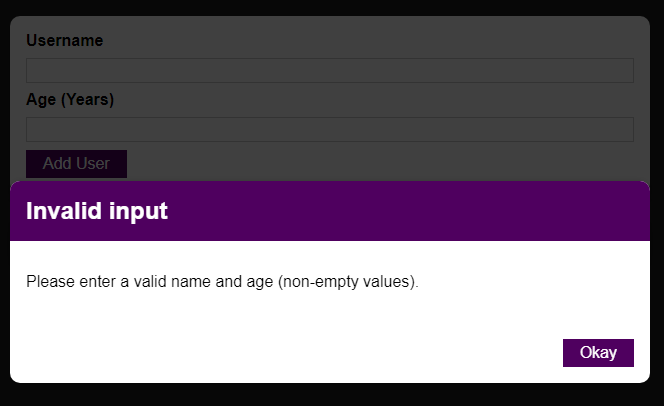 Username
Age (Years)
Add User
Invalid input
Please enter a valid name and age (non-empty values).
Okay